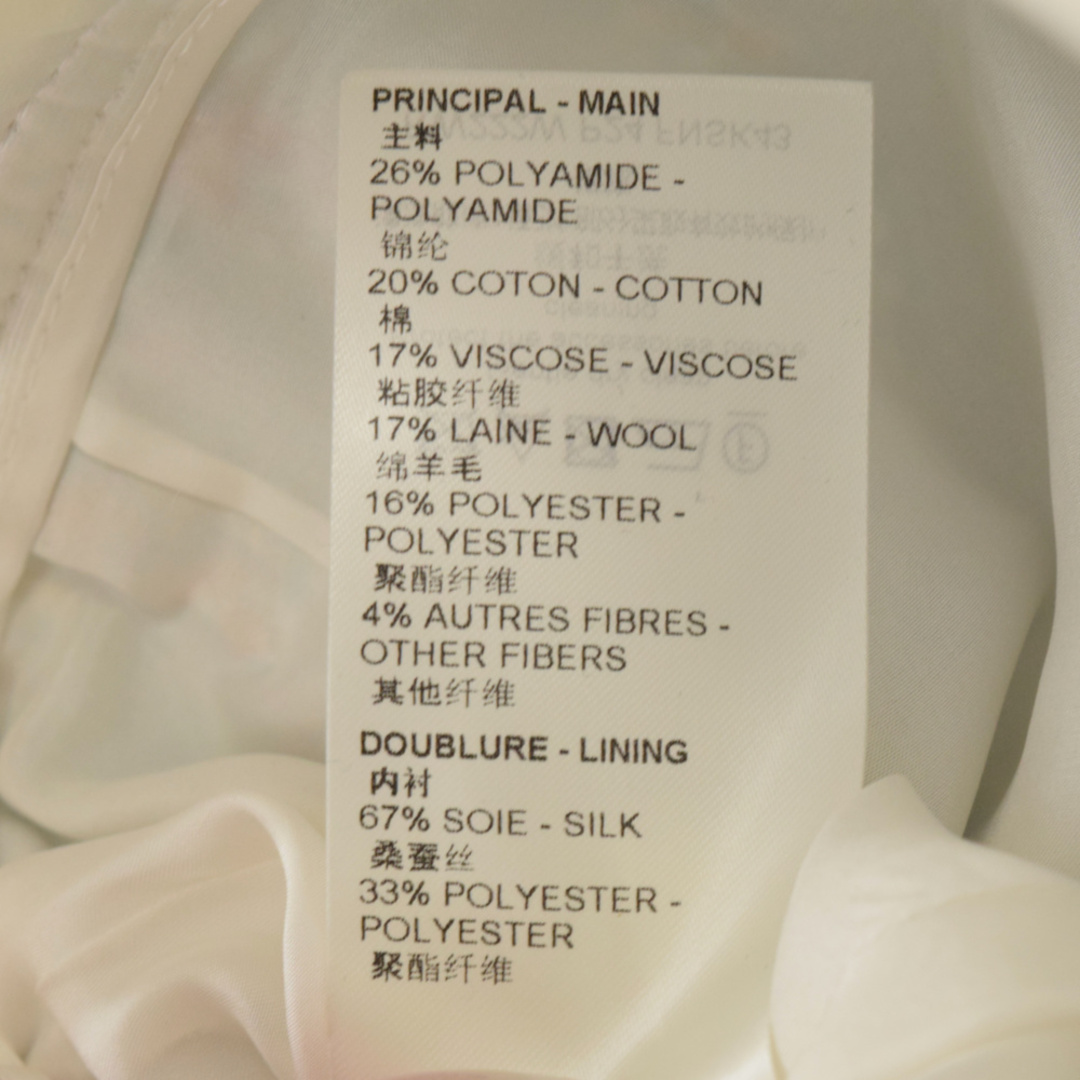 PRINCIPAL - MAIN
主料
26% POLYAMIDE -
POLYAMIDE
锦纶
20% COTON - COTTON
棉
17% VISCOSE - VISCOSE
粘胶纤维
17% LAINE - WOOL
绵羊毛
16% POLYESTER -
POLYESTER
聚酯纤维
4% AUTRES FIBRES -
OTHER FIBERS
其他纤维
DOUBLURE - LINING
内衬
67% SOIE - SILK
桑蚕丝
33% POLYESTER -
POLYESTER
聚酯纤维